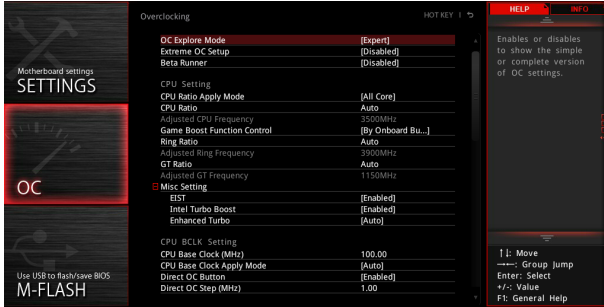 Overclocking
HOT KEY |
HELP
INFO
Motherboard settings
SETTINGS
OC
Use USB to flash/save BIOS
M-FLASH
OC Explore Mode [Expert]
Extreme OC Setup [Disabled]
Beta Runner [Disabled]
CPU Setting
CPU Ratio Apply Mode [All Core]
CPU Ratio Auto
Adjusted CPU Frequency 3500MHz
Game Boost Function Control [By Onboard Bu...]
Ring Ratio Auto
Adjusted Ring Frequency 3900MHz
GT Ratio Auto
Adjusted GT Frequency 1150MHz
Misc Setting
EIST [Enabled]
Intel Turbo Boost [Enabled]
Enhanced Turbo [Auto]
CPU BCLK Setting
CPU Base Clock (MHz) 100.00
CPU Base Clock Apply Mode [Auto]
Direct OC Button [Enabled]
Direct OC Step (MHz) 1.00
Enables or disables
to show the simple
or complete version
of OC settings.
↑↓: Move
→←: Group Jump
Enter: Select
+/-: Value
F1: General Help